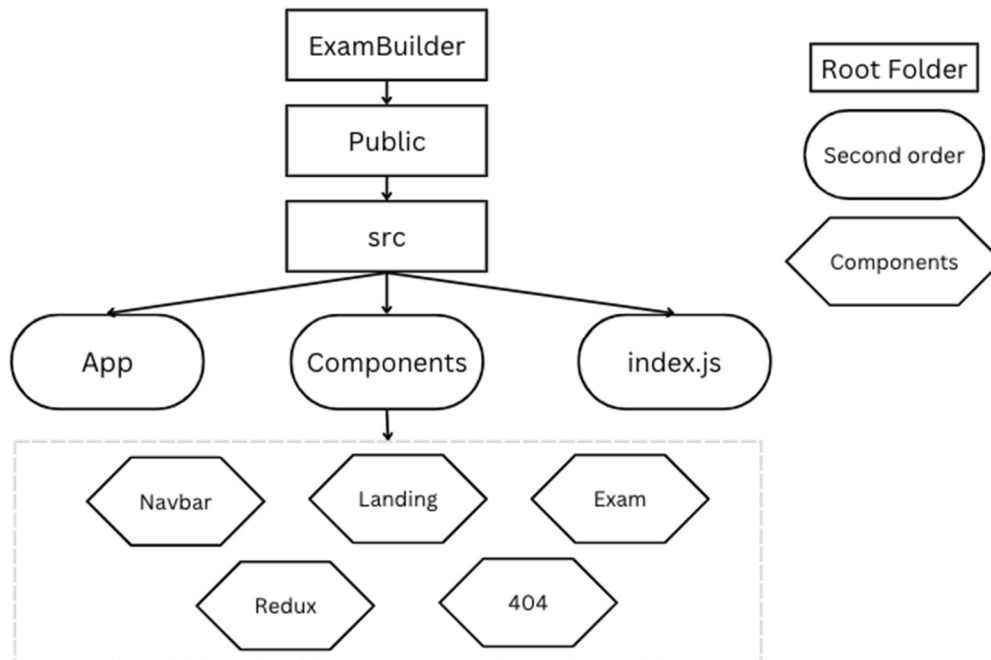 ExamBuilder
Public
src
App
Components
index.js
Navbar
Landing
Exam
Redux
404
Root Folder
Second order
Components